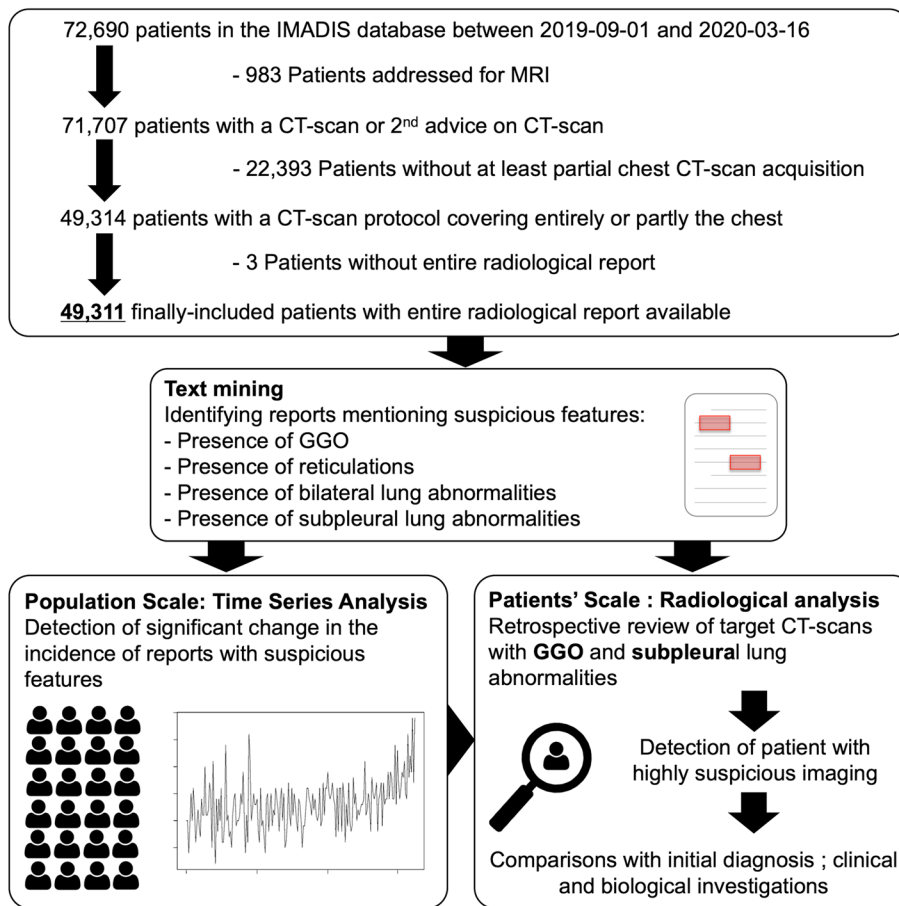 72,690 patients in the IMADIS database between 2019-09-01 and 2020-03-16
- 983 Patients addressed for MRI
71,707 patients with a CT-scan or 2nd advice on CT-scan
- 22,393 Patients without at least partial chest CT-scan acquisition
49,314 patients with a CT-scan protocol covering entirely or partly the chest
- 3 Patients without entire radiological report
49,311 finally-included patients with entire radiological report available
Text mining
Identifying reports mentioning suspicious features:
- Presence of GGO
- Presence of reticulations
- Presence of bilateral lung abnormalities
- Presence of subpleural lung abnormalities
Population Scale: Time Series Analysis
Detection of significant change in the
incidence of reports with suspicious
features
Patients' Scale : Radiological analysis
Retrospective review of target CT-scans
with GGO and subpleural lung
abnormalities
Detection of patient with
highly suspicious imaging
Comparisons with initial diagnosis ; clinical
and biological investigations